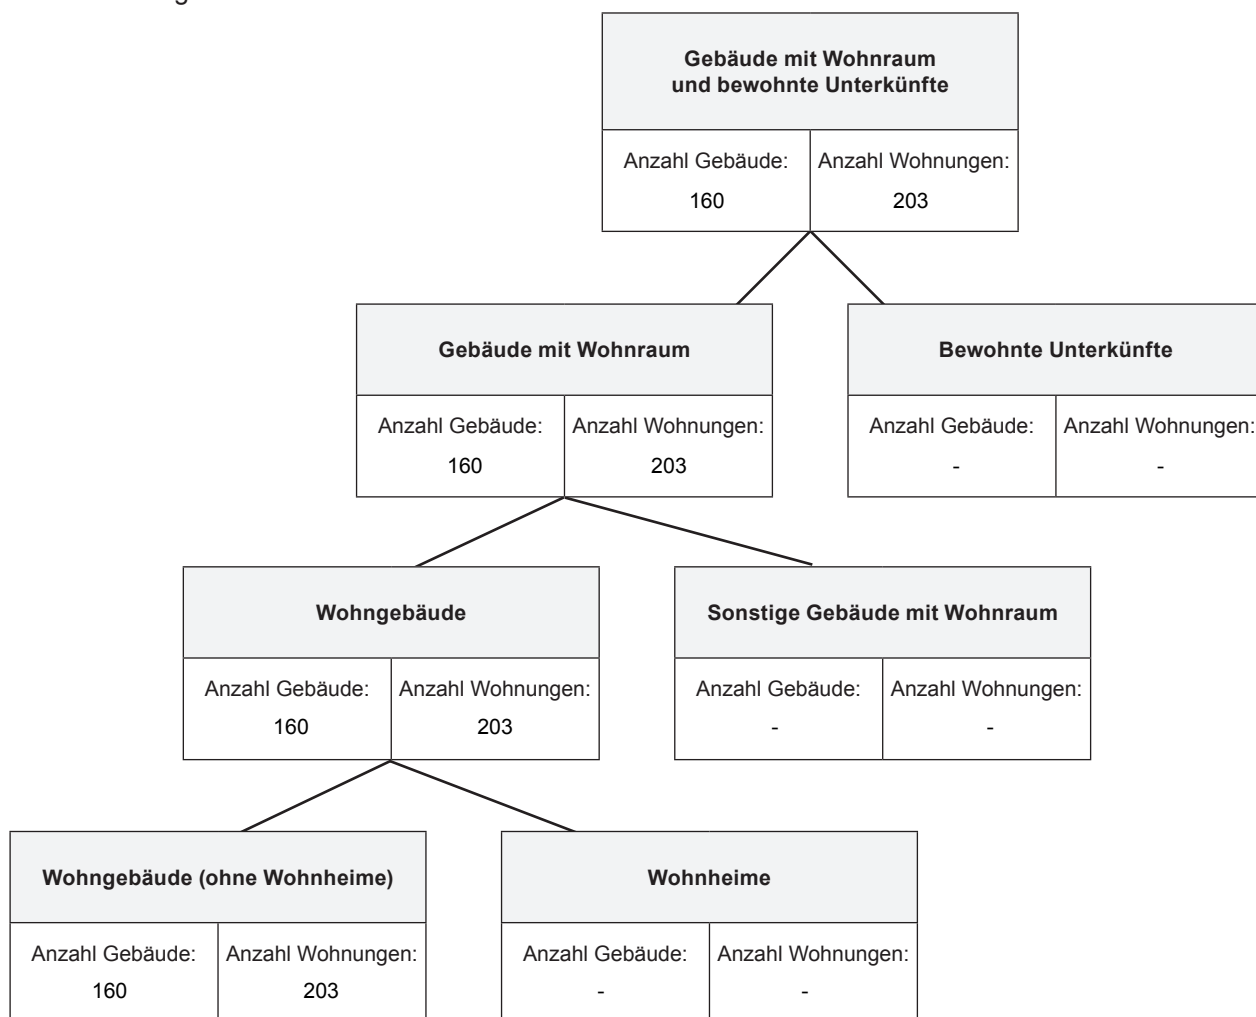 Gebäude mit Wohnraum
und bewohnte Unterkünfte
Anzahl Gebäude: Anzahl Wohnungen:
160 203
Gebäude mit Wohnraum
Anzahl Gebäude: Anzahl Wohnungen:
160 203
Bewohnte Unterkünfte
Anzahl Gebäude: Anzahl Wohnungen:
- -
Wohngebäude
Anzahl Gebäude: Anzahl Wohnungen:
160 203
Sonstige Gebäude mit Wohnraum
Anzahl Gebäude: Anzahl Wohnungen:
- -
Wohngebäude (ohne Wohnheime)
Anzahl Gebäude: Anzahl Wohnungen:
160 203
Wohnheime
Anzahl Gebäude: Anzahl Wohnungen:
- -